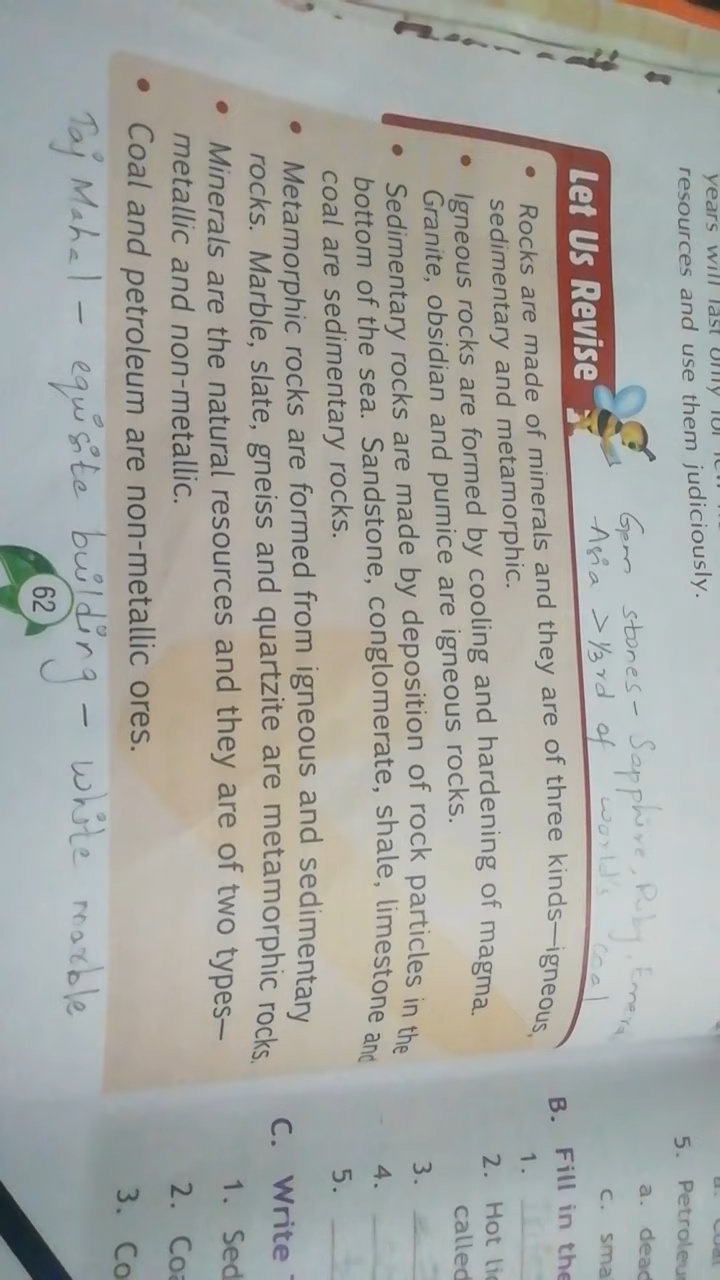 years will last only for
resources and use them judiciously.
Gem stones - Sapphire, Ruby, Emera
Asia > 1/3rd of world's coal
Let Us Revise
• Rocks are made of minerals and they are of three kinds—igneous,
sedimentary and metamorphic.
• Igneous rocks are formed by cooling and hardening of magma.
Granite, obsidian and pumice are igneous rocks.
• Sedimentary rocks are made by deposition of rock particles in the
bottom of the sea. Sandstone, conglomerate, shale, limestone and
coal are sedimentary rocks.
• Metamorphic rocks are formed from igneous and sedimentary
rocks. Marble, slate, gneiss and quartzite are metamorphic rocks.
• Minerals are the natural resources and they are of two types—
metallic and non-metallic.
• Coal and petroleum are non-metallic ores.
Taj Mahal - equisite building - white marble
62
5. Petroleu
a. dead
c. sma
B. Fill in the
1.
2. Hot li
called
3.
4.
5.
C. Write
1. Sed
2. Coa
3. Co